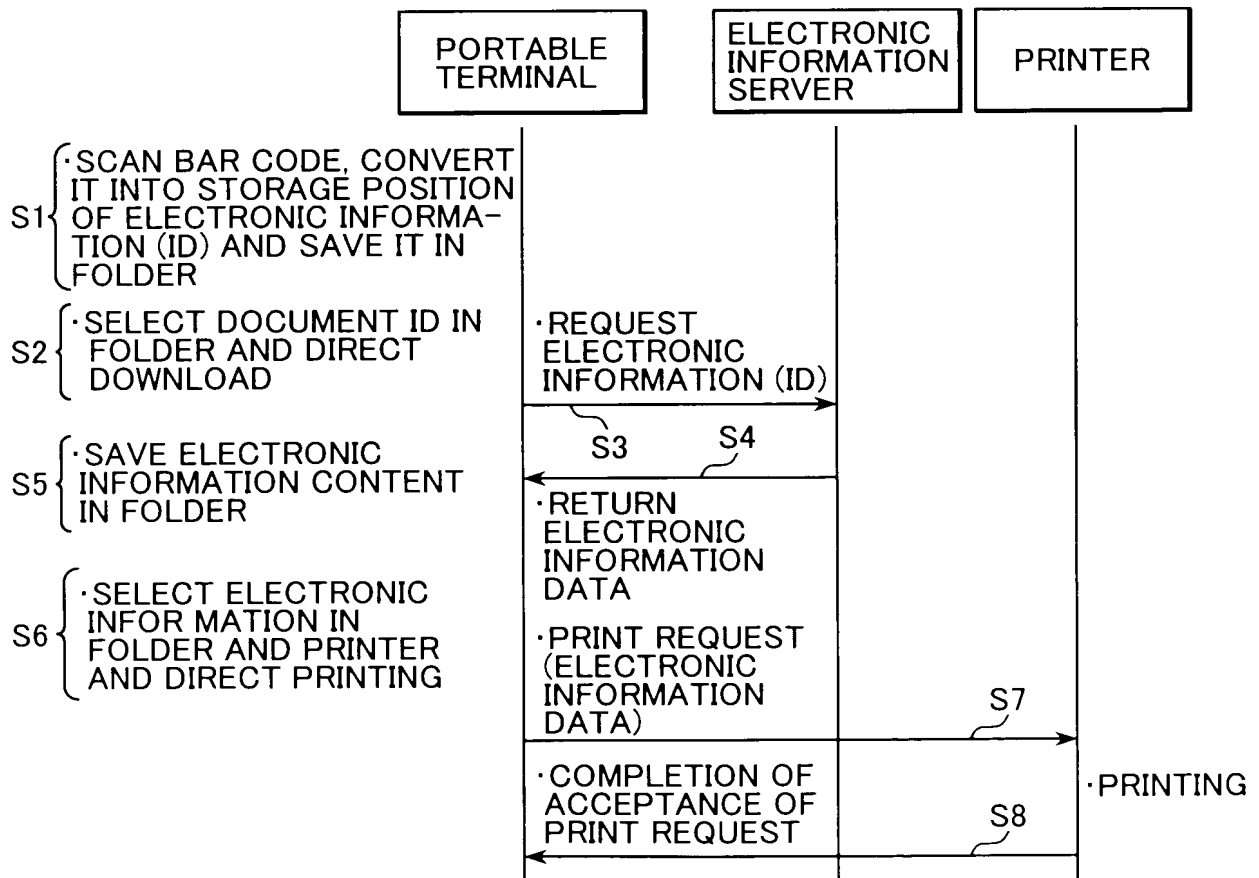 PORTABLE
TERMINAL
ELECTRONIC
INFORMATION
SERVER
PRINTER
S1
·SCAN BAR CODE, CONVERT
IT INTO STORAGE POSITION
OF ELECTRONIC INFORMA-
TION (ID) AND SAVE IT IN
FOLDER
S2
·SELECT DOCUMENT ID IN
FOLDER AND DIRECT
DOWNLOAD
·REQUEST
ELECTRONIC
INFORMATION (ID)
S3
S4
S5
·SAVE ELECTRONIC
INFORMATION CONTENT
IN FOLDER
·RETURN
ELECTRONIC
INFORMATION
DATA
S6
·SELECT ELECTRONIC
INFOR MATION IN
FOLDER AND PRINTER
AND DIRECT PRINTING
·PRINT REQUEST
(ELECTRONIC
INFORMATION
DATA)
S7
·COMPLETION OF
ACCEPTANCE OF
PRINT REQUEST
·PRINTING
S8